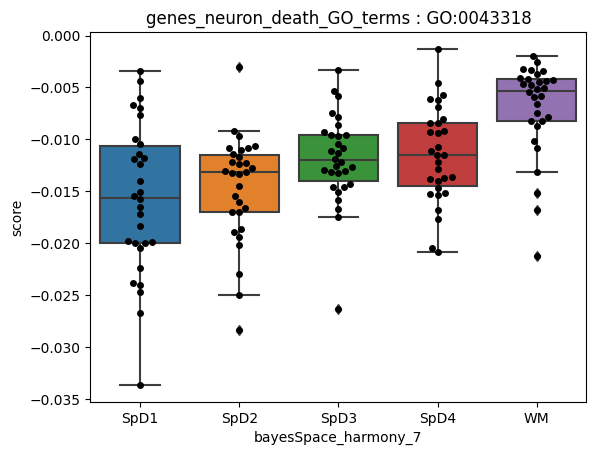 genes_neuron_death_GO_terms : GO:0043318
0.000
−0.005
−0.010
−0.015
−0.020
−0.025
−0.030
−0.035
score
SpD1 SpD2 SpD3 SpD4 WM
bayesSpace_harmony_7